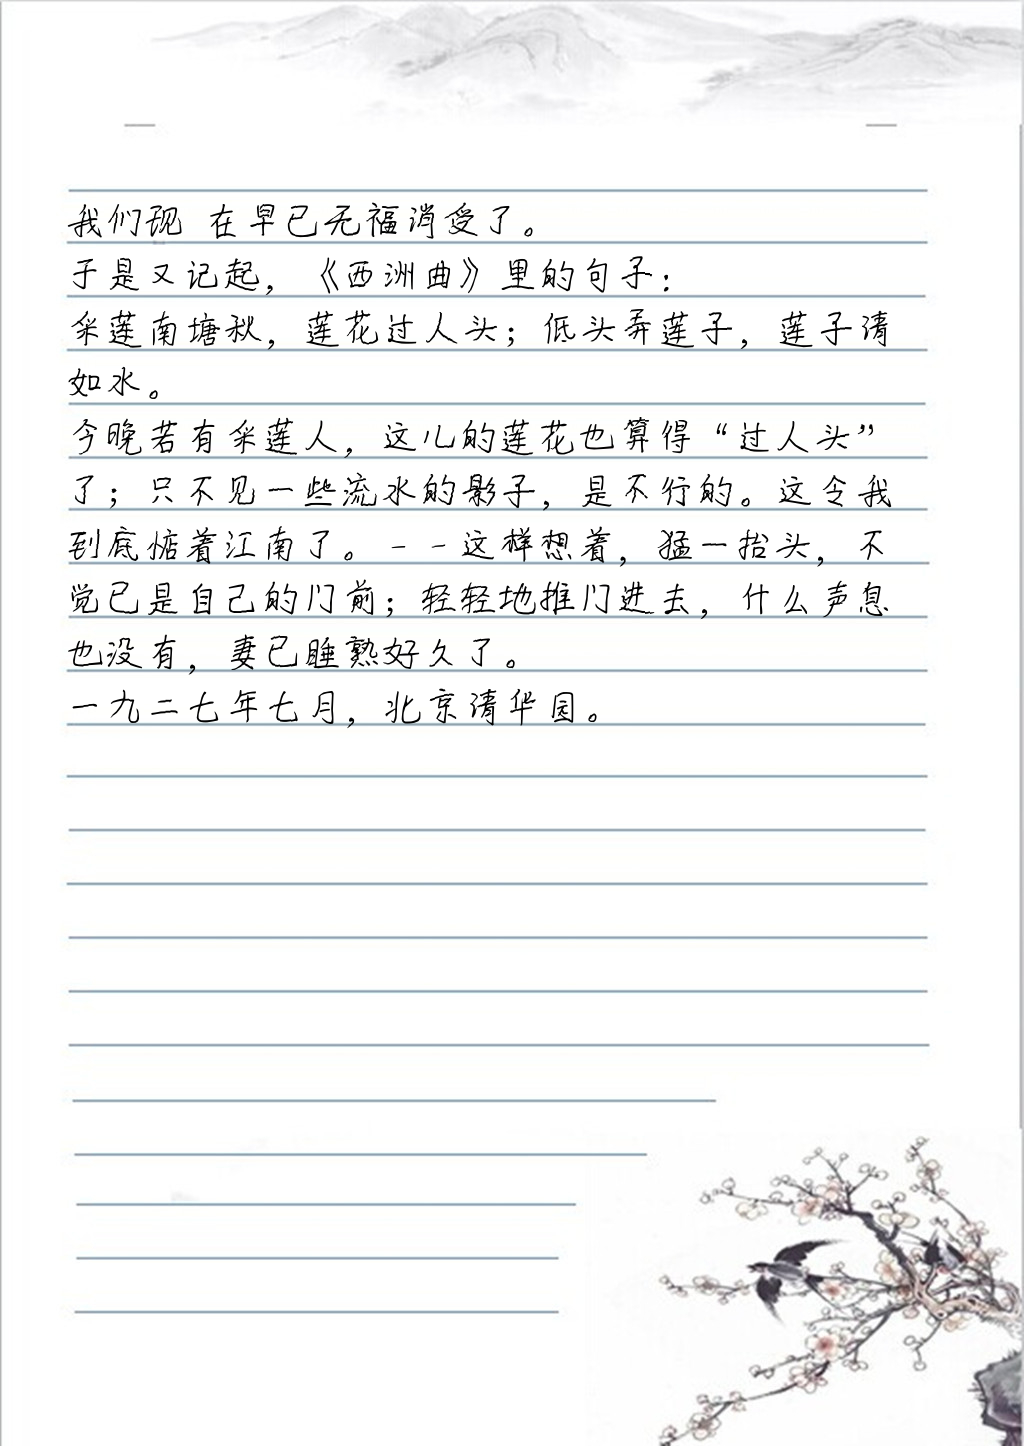 我们现 在早已无福消受了。
于是又记起，《西洲曲》里的句子：
采莲南塘秋，莲花过人头；低头弄莲子，莲子清
如水。
今晚若有采莲人，这儿的莲花也算得“过人头”
了；只不见一些流水的影子，是不行的。这令我
到底惦着江南了。--这样想着，猛一抬头，不
觉已是自己的门前；轻轻地推门进去，什么声息
也没有，妻已睡熟好久了。
一九二七年七月，北京清华园。